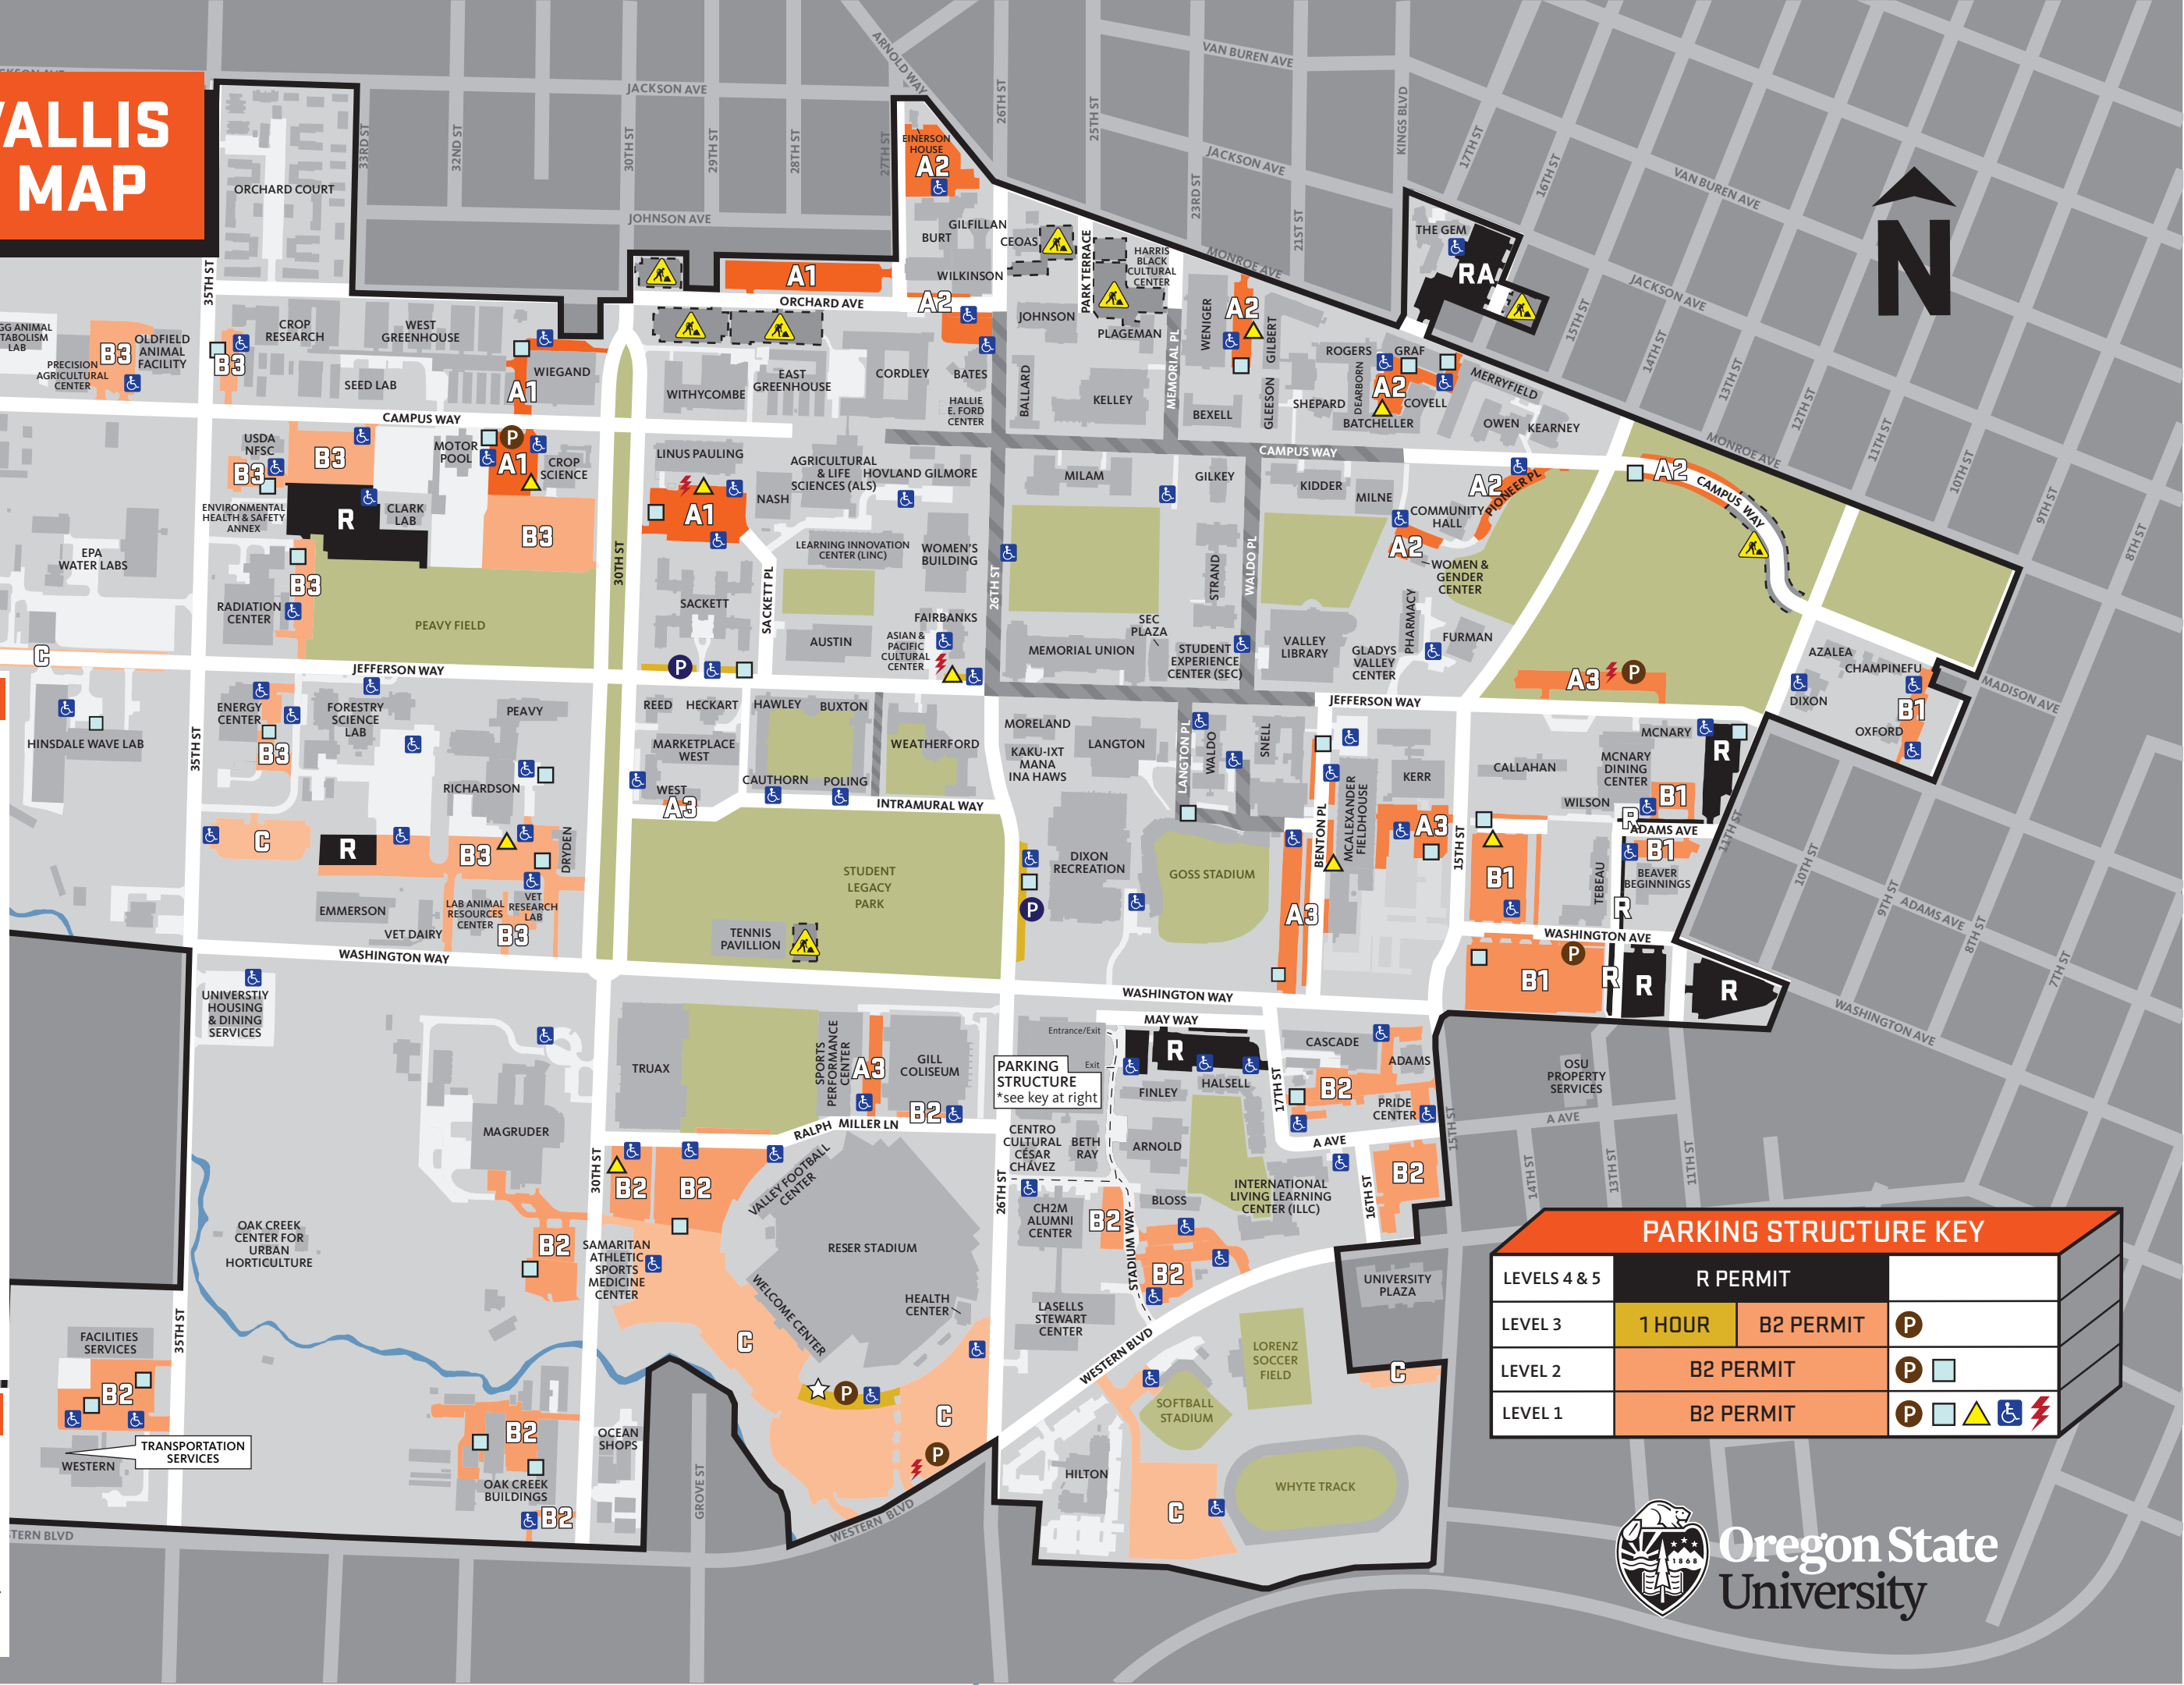 VALLIS
MAP
JACKSON AVE
ARNOLD WAY
VAN BUREN AVE
33RD ST
32ND ST
30TH ST
29TH ST
28TH ST
27TH ST
26TH ST
25TH ST
23RD ST
21ST ST
KINGS BLVD
17TH ST
16TH ST
VAN BUREN AVE
JACKSON AVE
JACKSON AVE
15TH ST
14TH ST
13TH ST
12TH ST
11TH ST
10TH ST
9TH ST
8TH ST
MONROE AVE
MONROE AVE
N
ORCHARD COURT
JOHNSON AVE
35TH ST
EINERSON
HOUSE
A2
GILFILLAN
BURT
WILKINSON
CEOAS
PARK TERRACE
HARRIS
BLACK
CULTURAL
CENTER
THE GEM
RA
A1
ORCHARD AVE
A2
JOHNSON
PLAGEMAN
MEMORIAL PL
WENIGER
A2
GILBERT
ROGERS
GRAF
DEARBORN
A2
COVELL
BATCHELLER
MERRYFIELD
OWEN
KEARNEY
PRECISION
AGRICULTURAL
CENTER
B3
OLDFIELD
ANIMAL
FACILITY
B3
CROP
RESEARCH
WEST
GREENHOUSE
SEED LAB
WIEGAND
A1
CAMPUS WAY
WITHYCOMBE
EAST
GREENHOUSE
CORDLEY
BATES
HALLIE
E. FORD
CENTER
BALLARD
KELLEY
BEXELL
GLEESON
SHEPARD
USDA
NFSC
B3
B3
MOTOR
POOL
P
A1
CROP
SCIENCE
ENVIRONMENTAL
HEALTH & SAFETY
ANNEX
R
CLARK
LAB
B3
LINUS PAULING
A1
NASH
AGRICULTURAL
& LIFE
SCIENCES (ALS)
HOVLAND
GILMORE
CAMPUS WAY
MILAM
GILKEY
KIDDER
MILNE
A2
PIONEER PL
COMMUNITY
HALL
A2
A2
CAMPUS WAY
WOMEN &
GENDER
CENTER
EPA
WATER LABS
B3
RADIATION
CENTER
PEAVY FIELD
30TH ST
SACKETT
SACKETT PL
LEARNING INNOVATION
CENTER (LINC)
WOMEN'S
BUILDING
26TH ST
FAIRBANKS
AUSTIN
ASIAN &
PACIFIC
CULTURAL
CENTER
STRAND
WALDO PL
SEC
PLAZA
MEMORIAL UNION
STUDENT
EXPERIENCE
CENTER (SEC)
VALLEY
LIBRARY
PHARMACY
GLADYS
VALLEY
CENTER
FURMAN
C
JEFFERSON WAY
P
JEFFERSON WAY
A3
P
AZALEA
CHAMPINEFU
DIXON
B1
OXFORD
MADISON AVE
HINSDALE WAVE LAB
35TH ST
ENERGY
CENTER
B3
FORESTRY
SCIENCE
LAB
PEAVY
RICHARDSON
REED
HECKART
HAWLEY
BUXTON
MARKETPLACE
WEST
WEATHERFORD
CAUTHORN
POLING
WEST
A3
INTRAMURAL WAY
MORELAND
KAKU-IXT
MANA
INA HAWS
LANGTON
LANGTON PL
WALDO
SNELL
BENTON PL
MCALEXANDER
FIELDHOUSE
KERR
A3
15TH ST
CALLAHAN
MCNARY
MCNARY
DINING
CENTER
R
WILSON
B1
R
ADAMS AVE
11TH ST
C
R
B3
DRYDEN
EMMERSON
VET DAIRY
LAB ANIMAL
RESOURCES
CENTER
VET
RESEARCH
LAB
B3
STUDENT
LEGACY
PARK
TENNIS
PAVILLION
P
DIXON
RECREATION
GOSS STADIUM
A3
B1
TEBEAU
B1
BEAVER
BEGINNINGS
R
10TH ST
9TH ST
ADAMS AVE
8TH ST
7TH ST
WASHINGTON WAY
WASHINGTON WAY
WASHINGTON AVE
P
B1
R
R
R
WASHINGTON AVE
UNIVERSTIY
HOUSING
& DINING
SERVICES
TRUAX
SPORTS
PERFORMANCE
CENTER
A3
GILL
COLISEUM
B2
Entrance/Exit
Exit
PARKING
STRUCTURE
*see key at right
MAY WAY
R
FINLEY
HALSELL
17TH ST
CASCADE
ADAMS
B2
PRIDE
CENTER
15TH ST
OSU
PROPERTY
SERVICES
A AVE
A AVE
14TH ST
13TH ST
11TH ST
MAGRUDER
RALPH MILLER LN
30TH ST
B2
B2
VALLEY FOOTBALL
CENTER
CENTRO
CULTURAL
CÉSAR
CHÁVEZ
BETH
RAY
ARNOLD
BLOSS
INTERNATIONAL
LIVING LEARNING
CENTER (ILLC)
16TH ST
B2
26TH ST
CH2M
ALUMNI
CENTER
B2
STADIUM WAY
B2
OAK CREEK
CENTER FOR
URBAN
HORTICULTURE
B2
SAMARITAN
ATHLETIC
SPORTS
MEDICINE
CENTER
RESER STADIUM
WELCOME CENTER
HEALTH
CENTER
LASELLS
STEWART
CENTER
UNIVERSITY
PLAZA
WESTERN BLVD
LORENZ
SOCCER
FIELD
C
C
P
C
P
SOFTBALL
STADIUM
35TH ST
FACILITIES
SERVICES
B2
TRANSPORTATION
SERVICES
WESTERN
B2
OAK CREEK
BUILDINGS
B2
OCEAN
SHOPS
GROVE ST
WESTERN BLVD
HILTON
C
WHYTE TRACK
TERN BLVD
PARKING STRUCTURE KEY
LEVELS 4 & 5 R PERMIT
LEVEL 3 1 HOUR B2 PERMIT P
LEVEL 2 B2 PERMIT P
LEVEL 1 B2 PERMIT P
1868
Oregon State
University